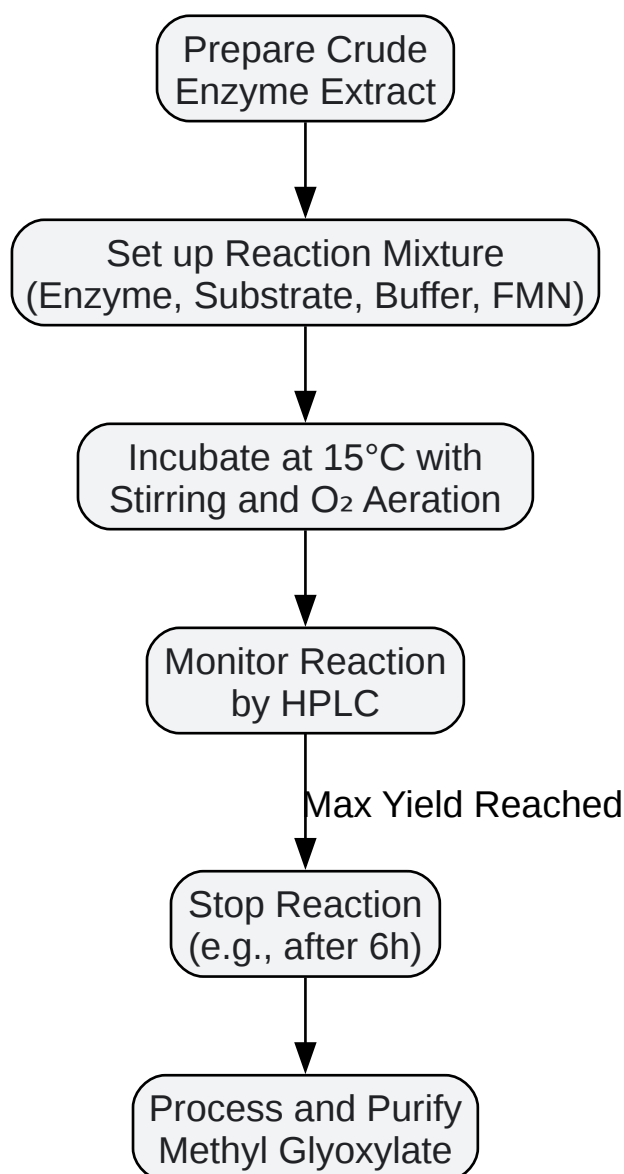 Prepare Crude
Enzyme Extract
Set up Reaction Mixture
(Enzyme, Substrate, Buffer, FMN)
Incubate at 15°C with
Stirring and O₂ Aeration
Monitor Reaction
by HPLC
Max Yield Reached
Stop Reaction
(e.g., after 6h)
Process and Purify
Methyl Glyoxylate